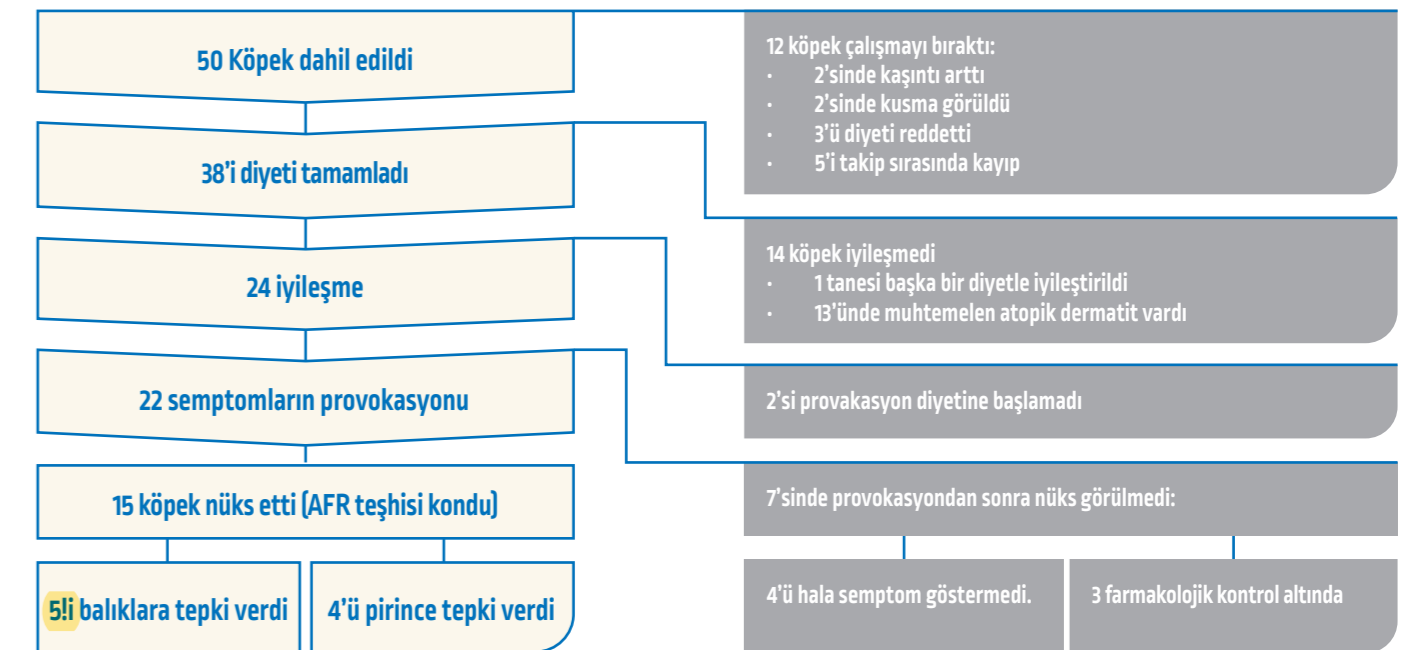 50 Köpek dahil edildi
12 köpek çalışmayı bıraktı:
· 2’sinde kaşıntı arttı
· 2’sinde kusma görüldü
· 3’ü diyeti reddetti
· 5’i takip sırasında kayıp
38’i diyeti tamamladı
14 köpek iyileşmedi
· 1 tanesi başka bir diyetle iyileştirildi
· 13’ünde muhtemelen atopik dermatit vardı
24 iyileşme
2’si provakasyon diyetine başlamadı
22 semptomların provokasyonu
7’sinde provokasyondan sonra nüks görülmedi:
15 köpek nüks etti (AFR teşhisi kondu)
5!i balıklara tepki verdi
4’ü pirince tepki verdi
4’ü hala semptom göstermedi.
3 farmakolojik kontrol altında